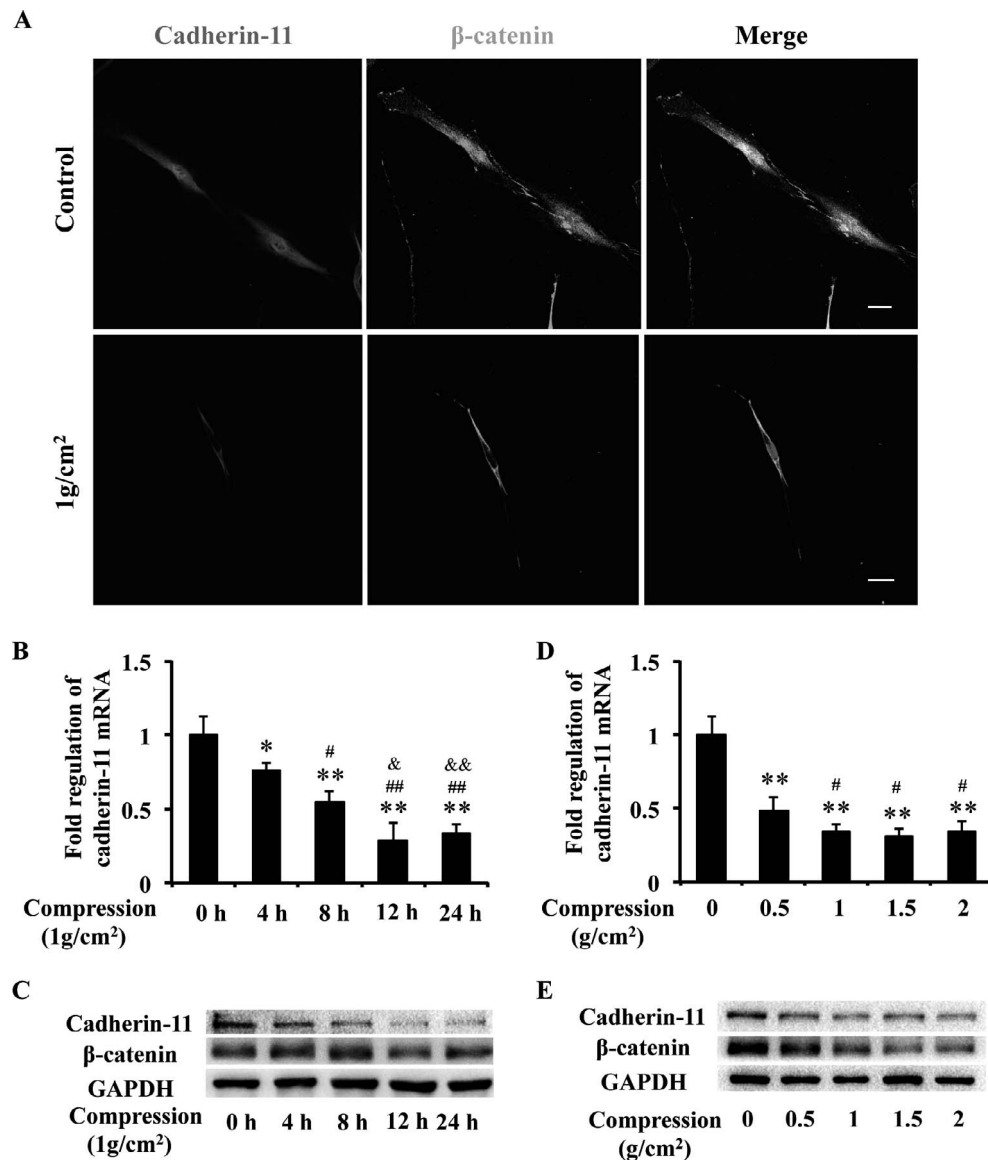 A
Cadherin-11 β-catenin Merge
Control
1g/cm²
B
Fold regulation of
cadherin-11 mRNA
1.5
1
0.5
0
*
#
**
&
##
**
&&
##
**
Compression
(1g/cm²)
0 h 4 h 8 h 12 h 24 h
D
Fold regulation of
cadherin-11 mRNA
1.5
1
0.5
0
**
#
**
#
**
#
**
Compression
(g/cm²)
0 0.5 1 1.5 2
C
Cadherin-11
β-catenin
GAPDH
Compression
(1g/cm²)
0 h 4 h 8 h 12 h 24 h
E
Cadherin-11
β-catenin
GAPDH
Compression
(g/cm²)
0 0.5 1 1.5 2